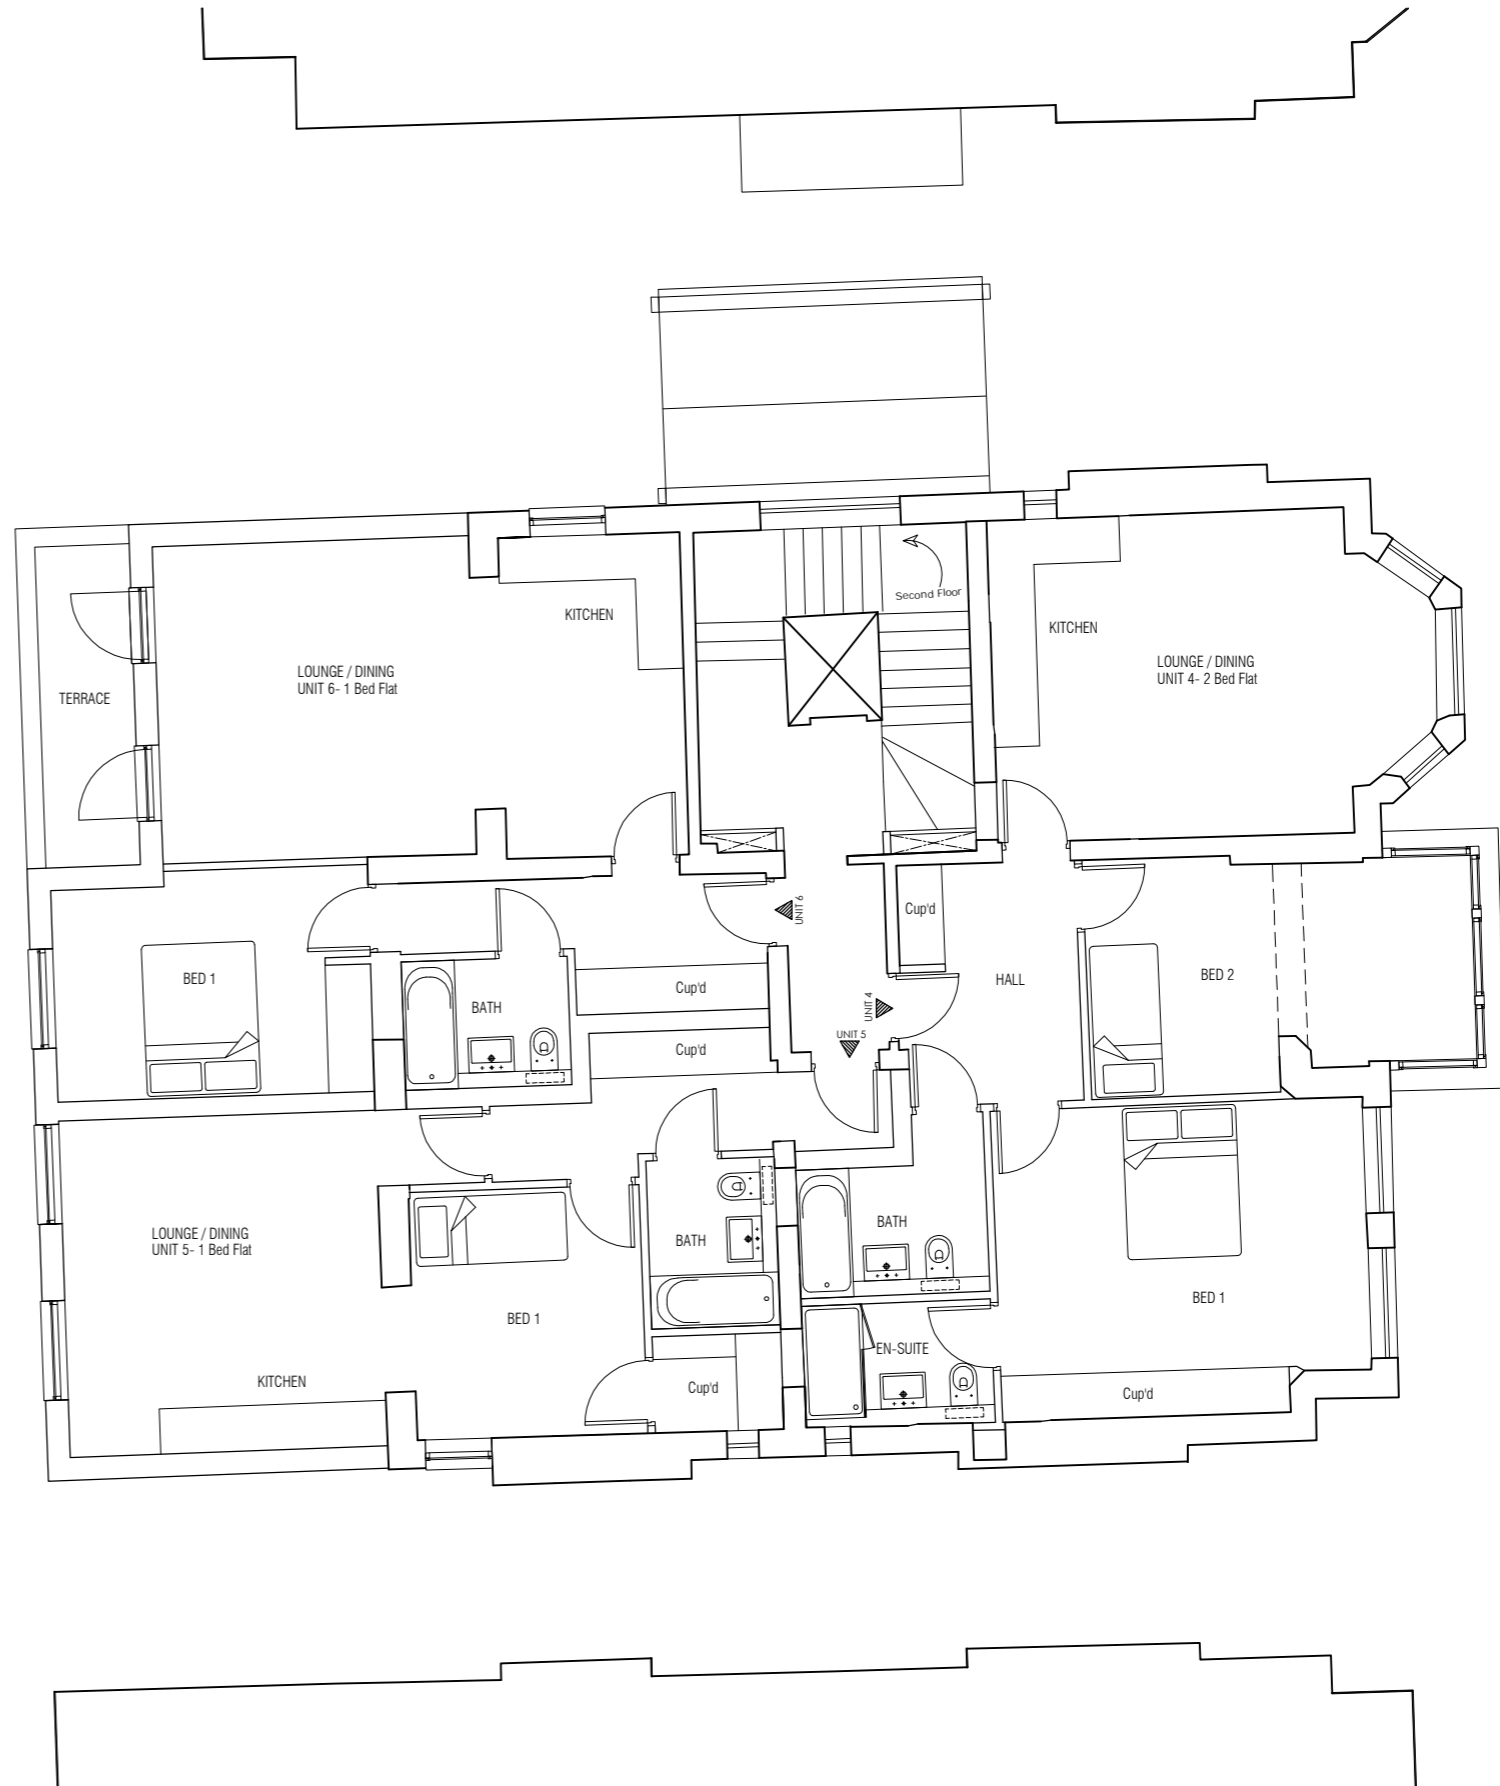 Second Floor
KITCHEN
KITCHEN
LOUNGE / DINING
UNIT 4- 2 Bed Flat
LOUNGE / DINING
UNIT 6- 1 Bed Flat
TERRACE
UNIT 6
Cup'd
BED 1
BATH
Cup'd
HALL
BED 2
UNIT 4
UNIT 5
Cup'd
LOUNGE / DINING
UNIT 5- 1 Bed Flat
BATH
BATH
BED 1
BED 1
EN-SUITE
KITCHEN
Cup'd
Cup'd